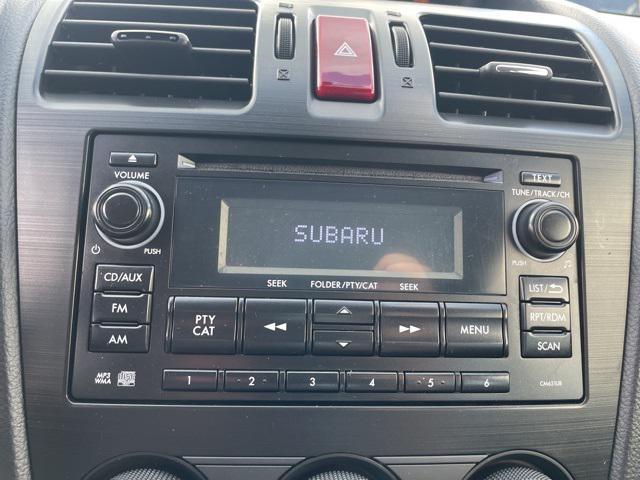 VOLUME
TEXT
TUNE/TRACK/CH
SUBARU
PUSH
PUSH
SEEK
FOLDER/PTY/CAT
SEEK
CD/AUX
LIST/
FM
PTY
CAT
MENU
RPT/RDM
AM
SCAN
MP3
WMA
1
2
3
4
5
6